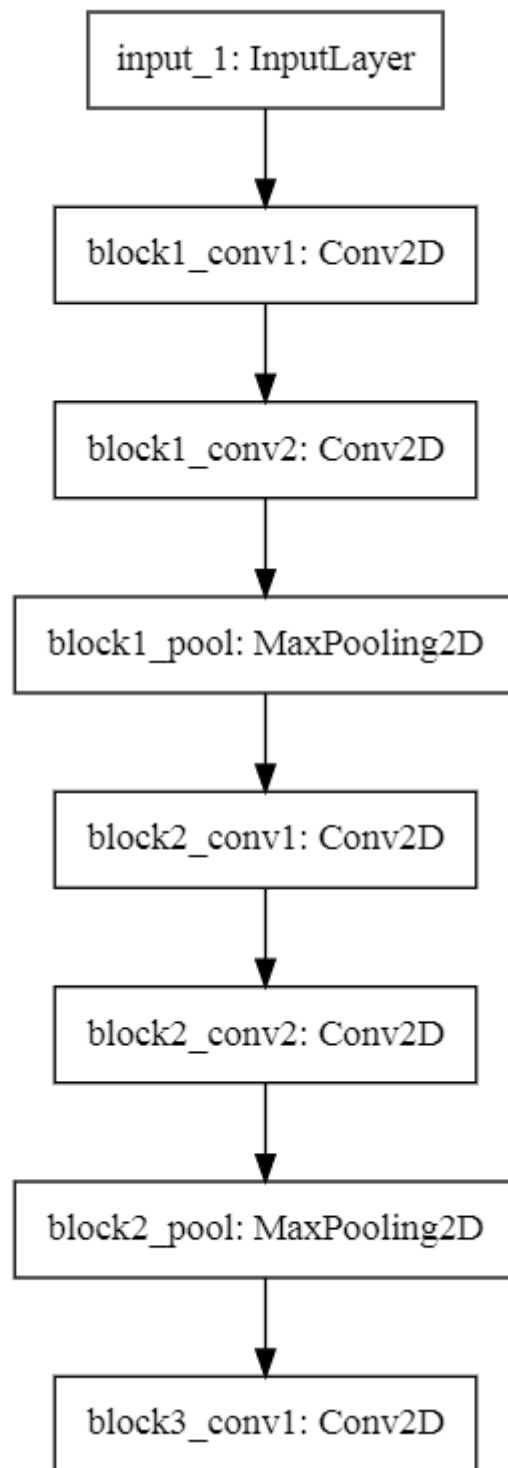 input_1: InputLayer
block1_conv1: Conv2D
block1_conv2: Conv2D
block1_pool: MaxPooling2D
block2_conv1: Conv2D
block2_conv2: Conv2D
block2_pool: MaxPooling2D
block3_conv1: Conv2D